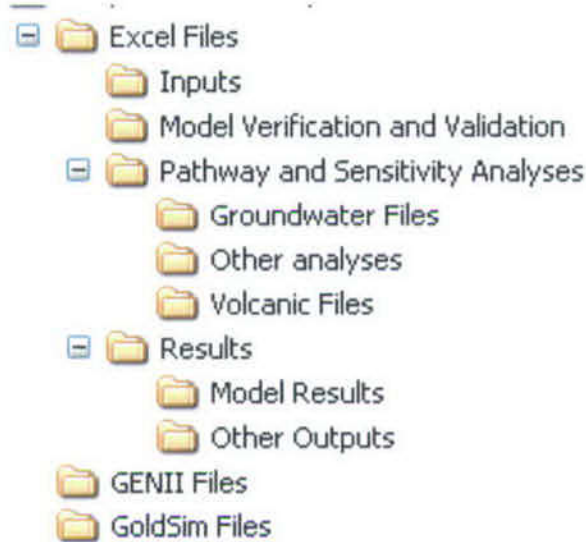 Excel Files
Inputs
Model Verification and Validation
Pathway and Sensitivity Analyses
Groundwater Files
Other analyses
Volcanic Files
Results
Model Results
Other Outputs
GENII Files
GoldSim Files